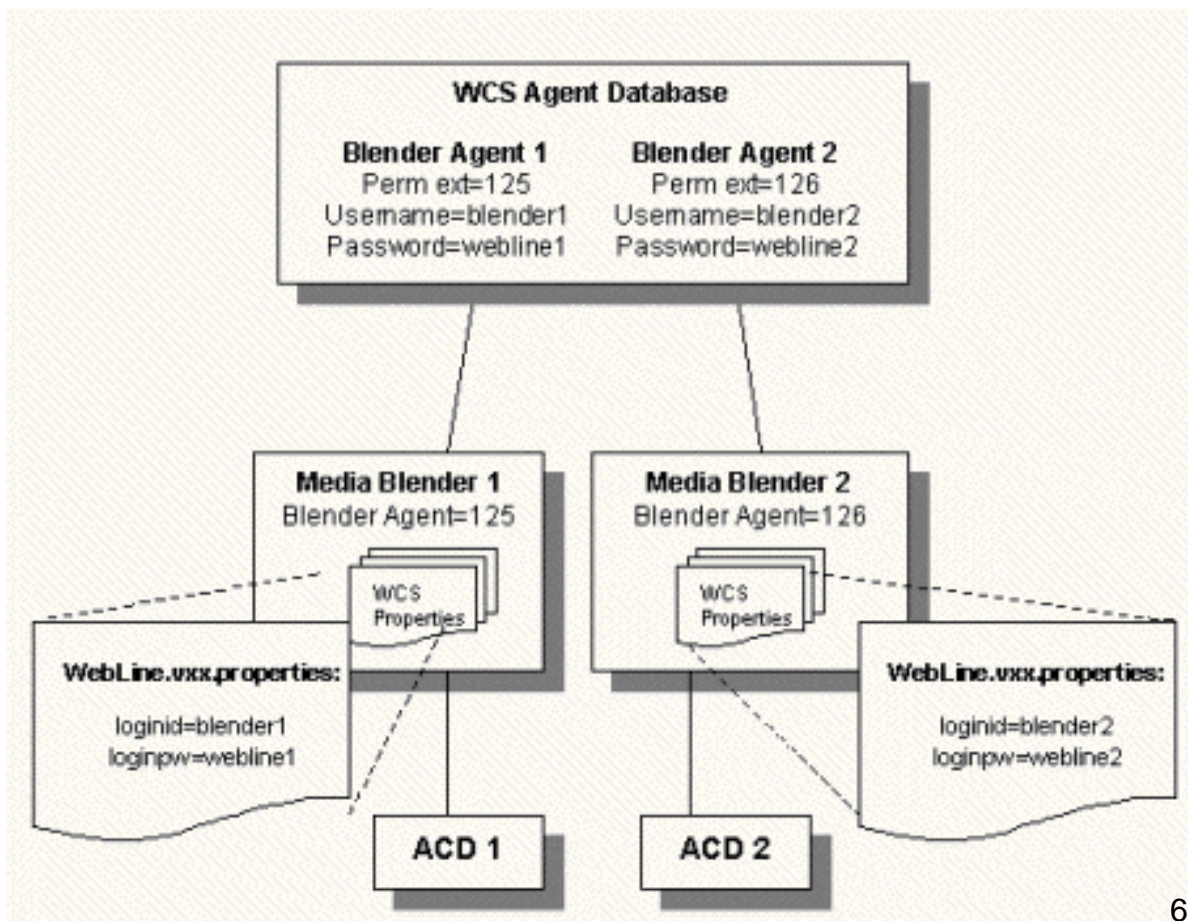 WCS Agent Database
Blender Agent 1
Perm ext=125
Username=blender1
Password=webline1
Blender Agent 2
Perm ext=126
Username=blender2
Password=webline2
Media Blender 1
Blender Agent=125
WCS
Properties
Media Blender 2
Blender Agent=126
WCS
Properties
WebLine.vxx.properties:
loginid=blender1
loginpw=webline1
WebLine.vxx.properties:
loginid=blender2
loginpw=webline2
ACD 1
ACD 2
6